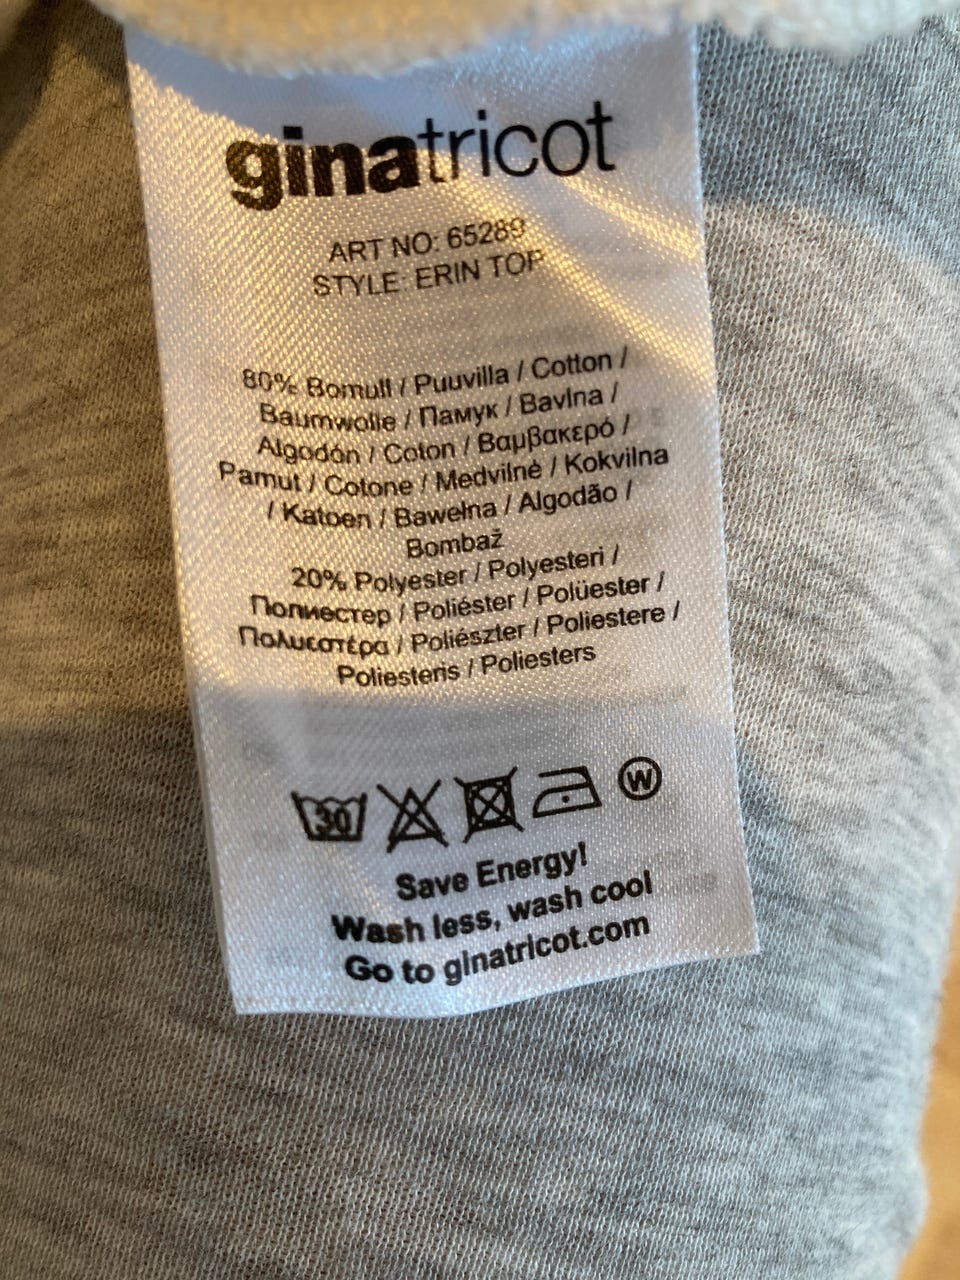 ginatricot
ART NO: 65289
STYLE: ERIN TOP
80% Bomull / Puuvilla / Cotton /
Baumwolle / Памук / Bavlna /
Algodón / Coton / Βαμβακερό /
Pamut / Cotone / Medvilnė / Kokvilna
/ Katoen / Bawełna / Algodão /
Bombaž
20% Polyester / Polyesteri /
Полиестер / Poliéster / Polüester /
Πολυεστέρα / Poliészter / Poliestere /
Poliesteris / Poliesters
30
W
Save Energy!
Wash less, wash cool
Go to ginatricot.com